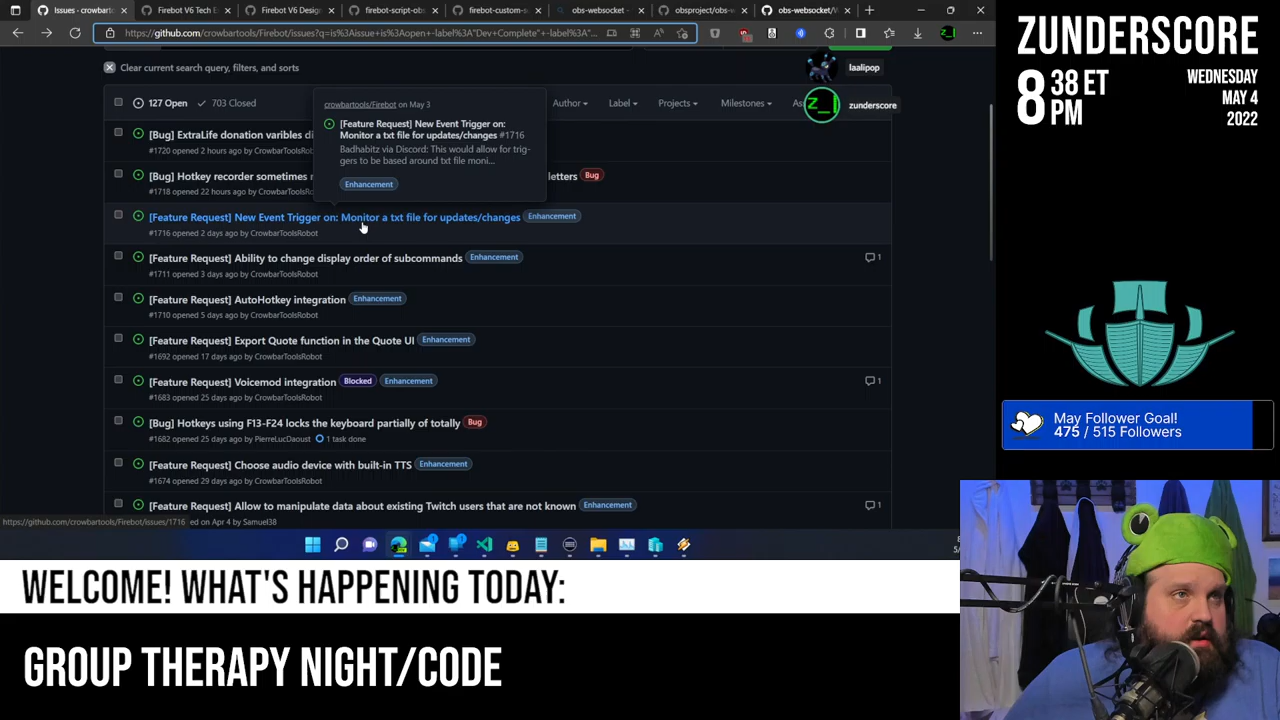 Issues · crowbar
Firebot V6 Tech
Firebot V6 Desig
firebot-script-obs
firebot-custom-s
obs-websocket
obsproject/obs-w
obs-websocket/
https://github.com/crowbartools/Firebot/issues?q=is%3Aissue+is%3Aopen+-label%3A"Dev+Complete"+-label%3A"...
Clear current search query, filters, and sorts
laalipop
127 Open
703 Closed
Author
Label
Projects
Milestones
zunderscore
crowbartools/Firebot on May 3
[Feature Request] New Event Trigger on:
Monitor a txt file for updates/changes #1716
Badhabitz via Discord: This would allow for trig-
gers to be based around txt file moni...
Enhancement
[Bug] ExtraLife donation varibles di
#1720 opened 2 hours ago by
[Bug] Hotkey recorder sometimes
letters
Bug
#1718 opened 22 hours ago by
[Feature Request] New Event Trigger on: Monitor a txt file for updates/changes
Enhancement
#1716 opened 2 days ago by CrowbarToolsRobot
[Feature Request] Ability to change display order of subcommands
Enhancement
1
#1711 opened 3 days ago by CrowbarToolsRobot
[Feature Request] AutoHotkey integration
Enhancement
#1710 opened 5 days ago by CrowbarToolsRobot
[Feature Request] Export Quote function in the Quote UI
Enhancement
#1692 opened 17 days ago by CrowbarToolsRobot
[Feature Request] Voicemod integration
Blocked
Enhancement
1
#1683 opened 25 days ago by CrowbarToolsRobot
[Bug] Hotkeys using F13-F24 locks the keyboard partially of totally
Bug
#1682 opened 25 days ago by PierreLucDaoust
1 task done
[Feature Request] Choose audio device with built-in TTS
Enhancement
#1674 opened 29 days ago by CrowbarToolsRobot
[Feature Request] Allow to manipulate data about existing Twitch users that are not known
Enhancement
1
https://github.com/crowbartools/Firebot/issues/1716
ed on Apr 4 by Samuel38
ZUNDERSCORE
8 38 ET
PM
WEDNESDAY
MAY 4
2022
May Follower Goal!
475 / 515 Followers
WELCOME! WHAT'S HAPPENING TODAY:
GROUP THERAPY NIGHT/CODE